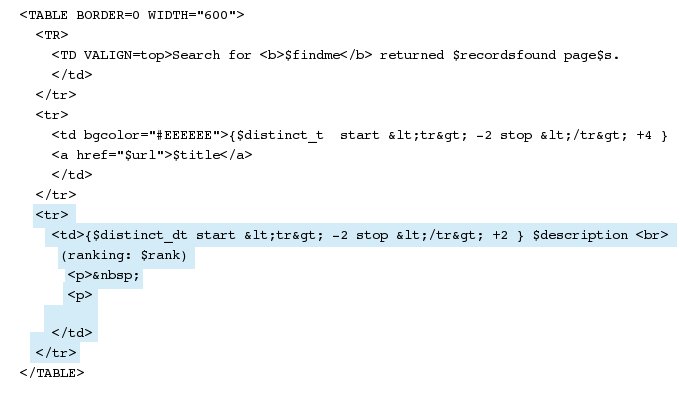 <TABLE BORDER=0 WIDTH="600">
<TR>
<TD VALIGN=top>Search for <b>$findme</b> returned $recordsfound page$s.
</td>
</tr>
<tr>
<td bgcolor="#EEEEEE">{$distinct_t  start &lt;tr&gt; -2 stop &lt;/tr&gt; +4 }
<a href="$url">$title</a>
</td>
</tr>
<tr>
<td>{$distinct_dt start &lt;tr&gt; -2 stop &lt;/tr&gt; +2 } $description <br>
(ranking: $rank)
<p>&nbsp;
<p>
</td>
</tr>
</TABLE>